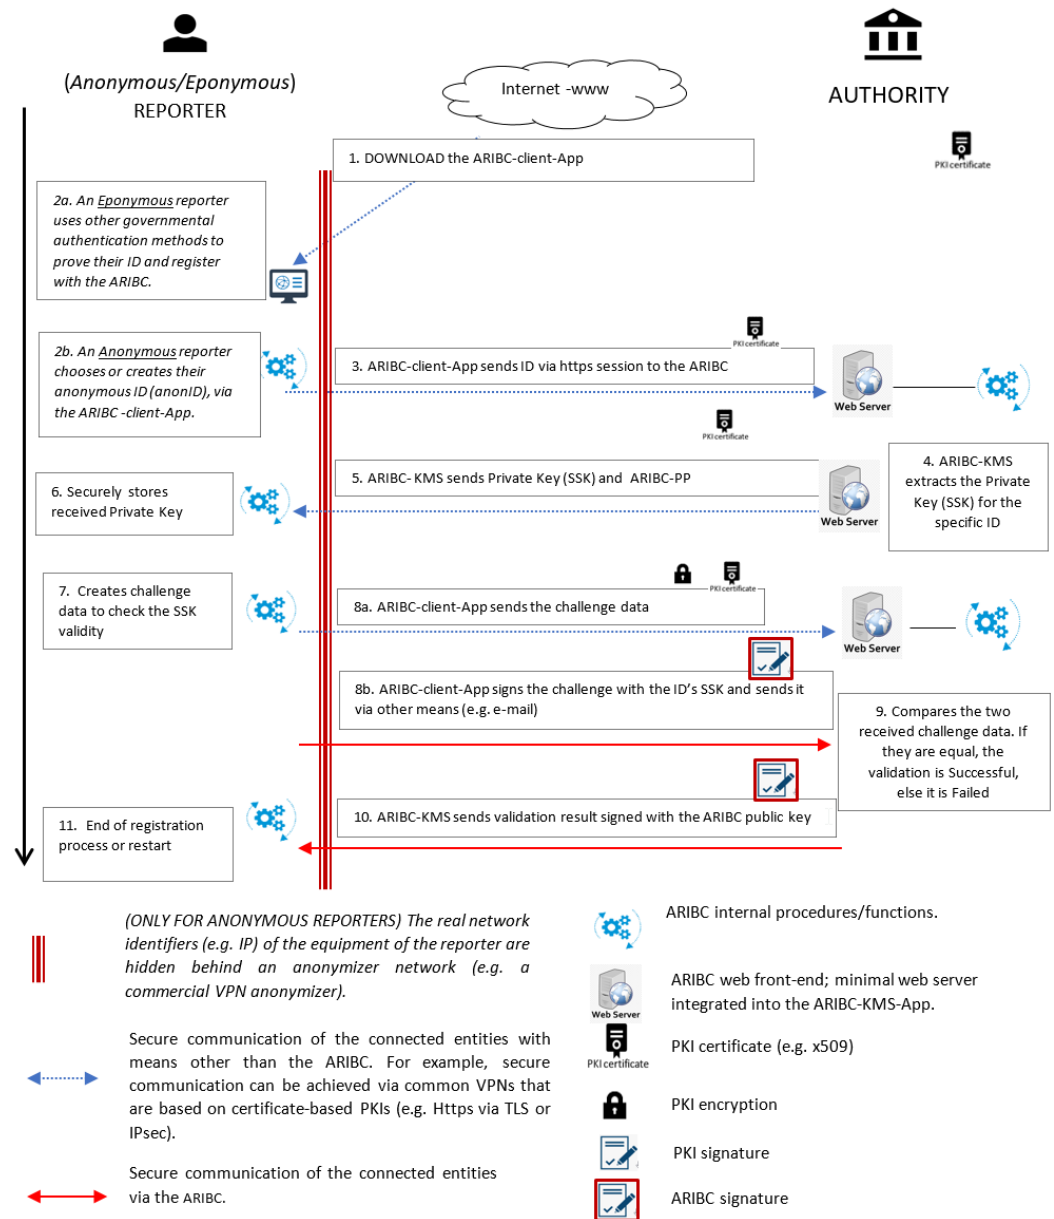 (Anonymous/Eponymous)
REPORTER
Internet -www
AUTHORITY
PKI certificate
1. DOWNLOAD the ARIBC-client-App
2a. An Eponymous reporter
uses other governmental
authentication methods to
prove their ID and register
with the ARIBC.
2b. An Anonymous reporter
chooses or creates their
anonymous ID (anonID), via
the ARIBC -client-App.
PKI certificate
3. ARIBC-client-App sends ID via https session to the ARIBC
Web Server
PKI certificate
4. ARIBC-KMS
extracts the Private
Key (SSK) for the
specific ID
5. ARIBC- KMS sends Private Key (SSK) and ARIBC-PP
Web Server
6. Securely stores
received Private Key
7. Creates challenge
data to check the SSK
validity
PKI certificate
8a. ARIBC-client-App sends the challenge data
Web Server
8b. ARIBC-client-App signs the challenge with the ID's SSK and sends it
via other means (e.g. e-mail)
9. Compares the two
received challenge data. If
they are equal, the
validation is Successful,
else it is Failed
10. ARIBC-KMS sends validation result signed with the ARIBC public key
11. End of registration
process or restart
(ONLY FOR ANONYMOUS REPORTERS) The real network
identifiers (e.g. IP) of the equipment of the reporter are
hidden behind an anonymizer network (e.g. a
commercial VPN anonymizer).
Secure communication of the connected entities with
means other than the ARIBC. For example, secure
communication can be achieved via common VPNs that
are based on certificate-based PKIs (e.g. Https via TLS or
IPsec).
Secure communication of the connected entities
via the ARIBC.
ARIBC internal procedures/functions.
Web Server
ARIBC web front-end; minimal web server
integrated into the ARIBC-KMS-App.
PKI certificate
PKI certificate (e.g. x509)
PKI encryption
PKI signature
ARIBC signature